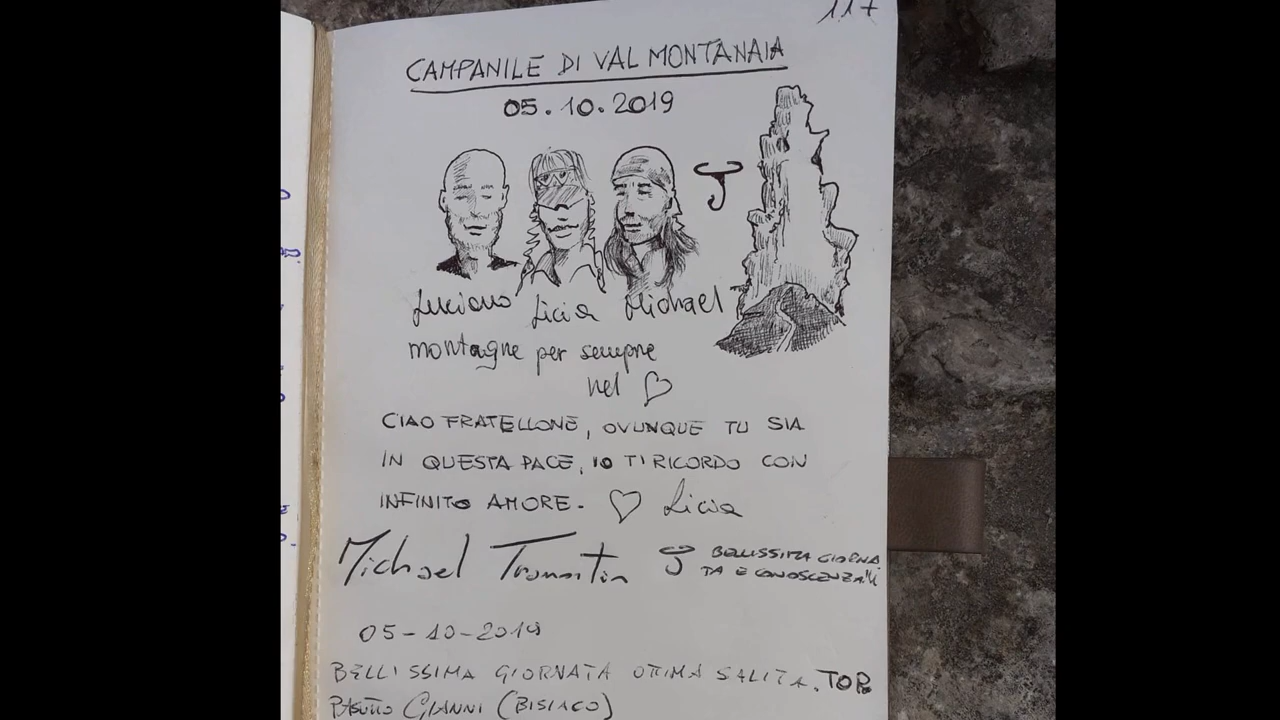 117
CAMPANILE DI VAL MONTANAIA
05.10.2019
Luciano Licia Michael
montagne per sempre
nel
CIAO FRATELLONE, OVUNQUE TU SIA
IN QUESTA PACE, IO TI RICORDO CON
INFINITO AMORE. Licia
Michael
BELLISSIMA GIORNA
TA E CONOSCENZA!!
05-10-2019
BELLISSIMA GIORNATA OTTIMA SALITA. TOP.
GIANNI (BISIACO)